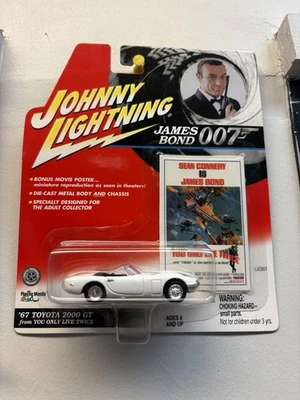 JOHNNY
LIGHTNING
JAMES
BOND 007
• BONUS MOVIE POSTER...
miniature reproduction as seen in theaters!
• DIE-CAST METAL BODY AND CHASSIS
• SPECIALLY DESIGNED FOR
THE ADULT COLLECTOR
SEAN CONNERY
IS
JAMES BOND
YOU ONLY LIVE TWICE
Playing Mantis
'67 TOYOTA 2000 GT
from YOU ONLY LIVE TWICE
AGES 8
AND UP
WARNING:
CHOKING HAZARD–
small parts.
Not for children under 3 yrs.